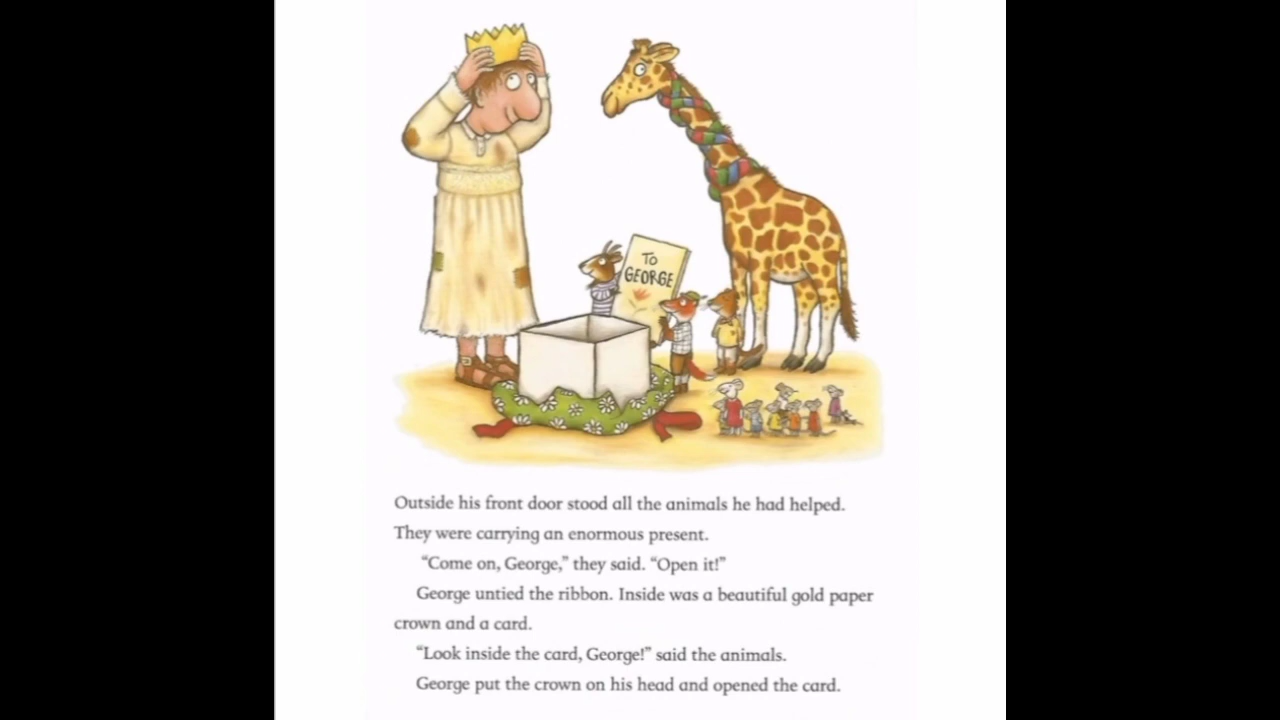 TO
GEORGE
Outside his front door stood all the animals he had helped.
They were carrying an enormous present.
“Come on, George,” they said. “Open it!”
George untied the ribbon. Inside was a beautiful gold paper
crown and a card.
“Look inside the card, George!” said the animals.
George put the crown on his head and opened the card.